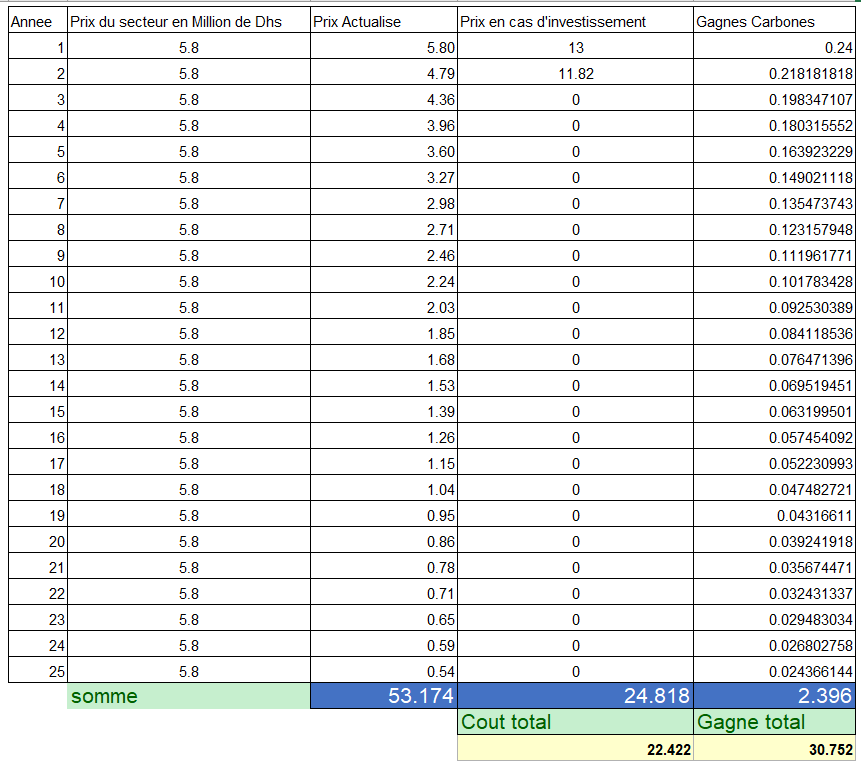 Annee Prix du secteur en Million de Dhs Prix Actualise Prix en cas d'investissement Gagnes Carbones
1 5.8 5.80 13 0.24
2 5.8 4.79 11.82 0.218181818
3 5.8 4.36 0 0.198347107
4 5.8 3.96 0 0.180315552
5 5.8 3.60 0 0.163923229
6 5.8 3.27 0 0.149021118
7 5.8 2.98 0 0.135473743
8 5.8 2.71 0 0.123157948
9 5.8 2.46 0 0.111961771
10 5.8 2.24 0 0.101783428
11 5.8 2.03 0 0.092530389
12 5.8 1.85 0 0.084118536
13 5.8 1.68 0 0.076471396
14 5.8 1.53 0 0.069519451
15 5.8 1.39 0 0.063199501
16 5.8 1.26 0 0.057454092
17 5.8 1.15 0 0.052230993
18 5.8 1.04 0 0.047482721
19 5.8 0.95 0 0.04316611
20 5.8 0.86 0 0.039241918
21 5.8 0.78 0 0.035674471
22 5.8 0.71 0 0.032431337
23 5.8 0.65 0 0.029483034
24 5.8 0.59 0 0.026802758
25 5.8 0.54 0 0.024366144
somme 53.174 24.818 2.396
Cout total Gagne total
22.422 30.752